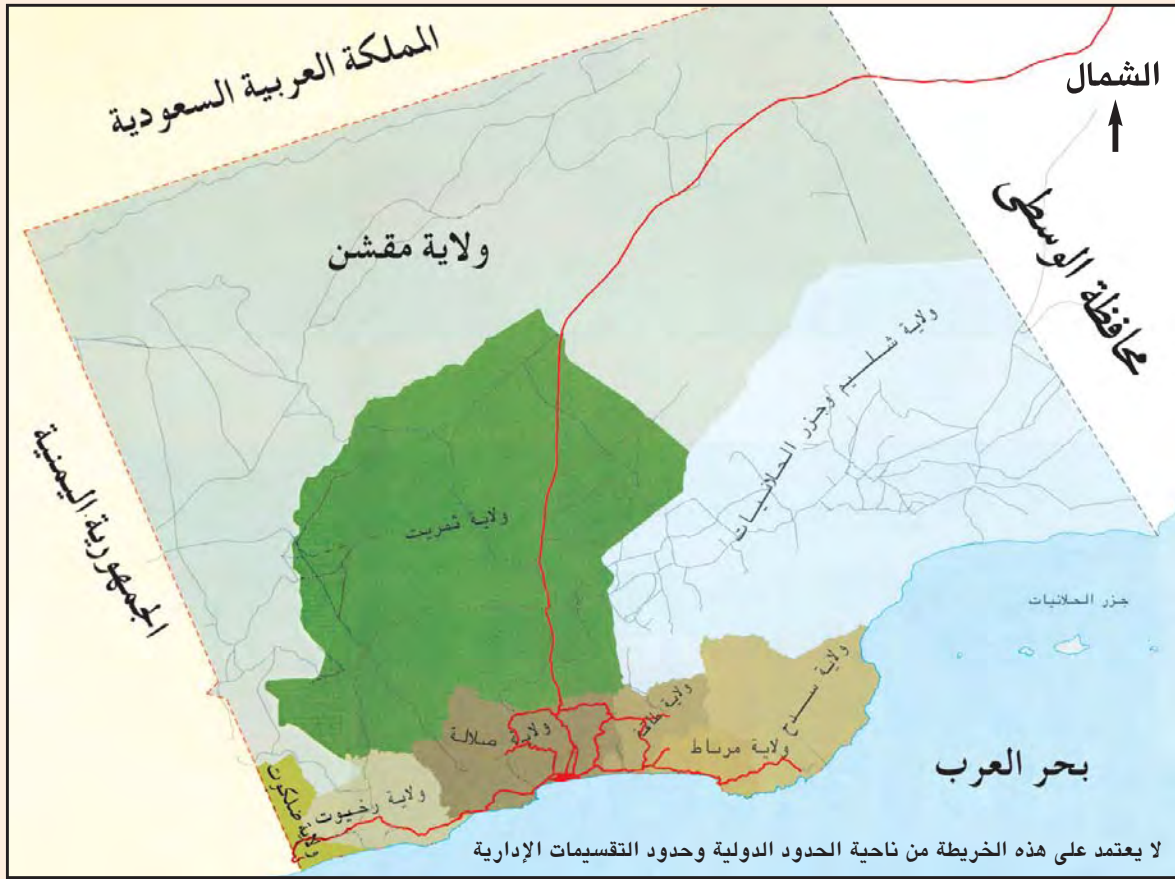 المملكة العربية السعودية
الشمال
محافظة الوسطى
ولاية مقشن
ولاية شليم وجزر الحلانيات
الجمهورية اليمنية
ولاية ثمريت
جزر الحلانيات
ولاية سدح
ولاية طاقة
ولاية صلالة
ولاية مرباط
بحر العرب
ولاية رخيوت
ولاية ضلكوت
لا يعتمد على هذه الخريطة من ناحية الحدود الدولية وحدود التقسيمات الإدارية